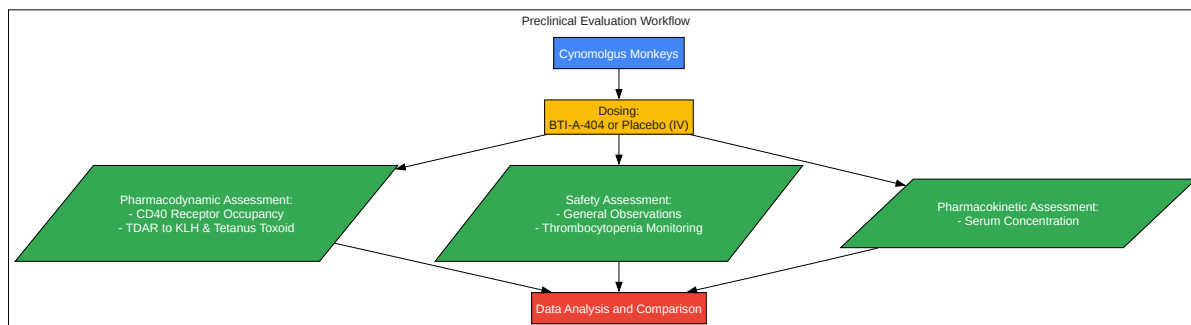 Preclinical Evaluation Workflow
Cynomolgus Monkeys
Dosing:
BTI-A-404 or Placebo (IV)
Pharmacodynamic Assessment:
- CD40 Receptor Occupancy
- TDAR to KLH & Tetanus Toxoid
Safety Assessment:
- General Observations
- Thrombocytopenia Monitoring
Pharmacokinetic Assessment:
- Serum Concentration
Data Analysis and Comparison